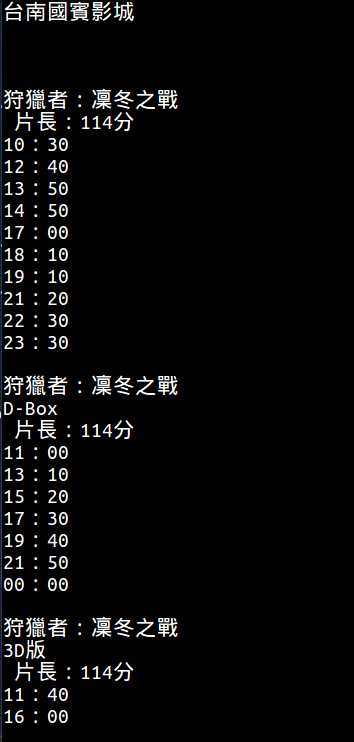 台南國賓影城
狩獵者：凜冬之戰
片長：114分
10：30
12：40
13：50
14：50
17：00
18：10
19：10
21：20
22：30
23：30
狩獵者：凜冬之戰
D-Box
片長：114分
11：00
13：10
15：20
17：30
19：40
21：50
00：00
狩獵者：凜冬之戰
3D版
片長：114分
11：40
16：00